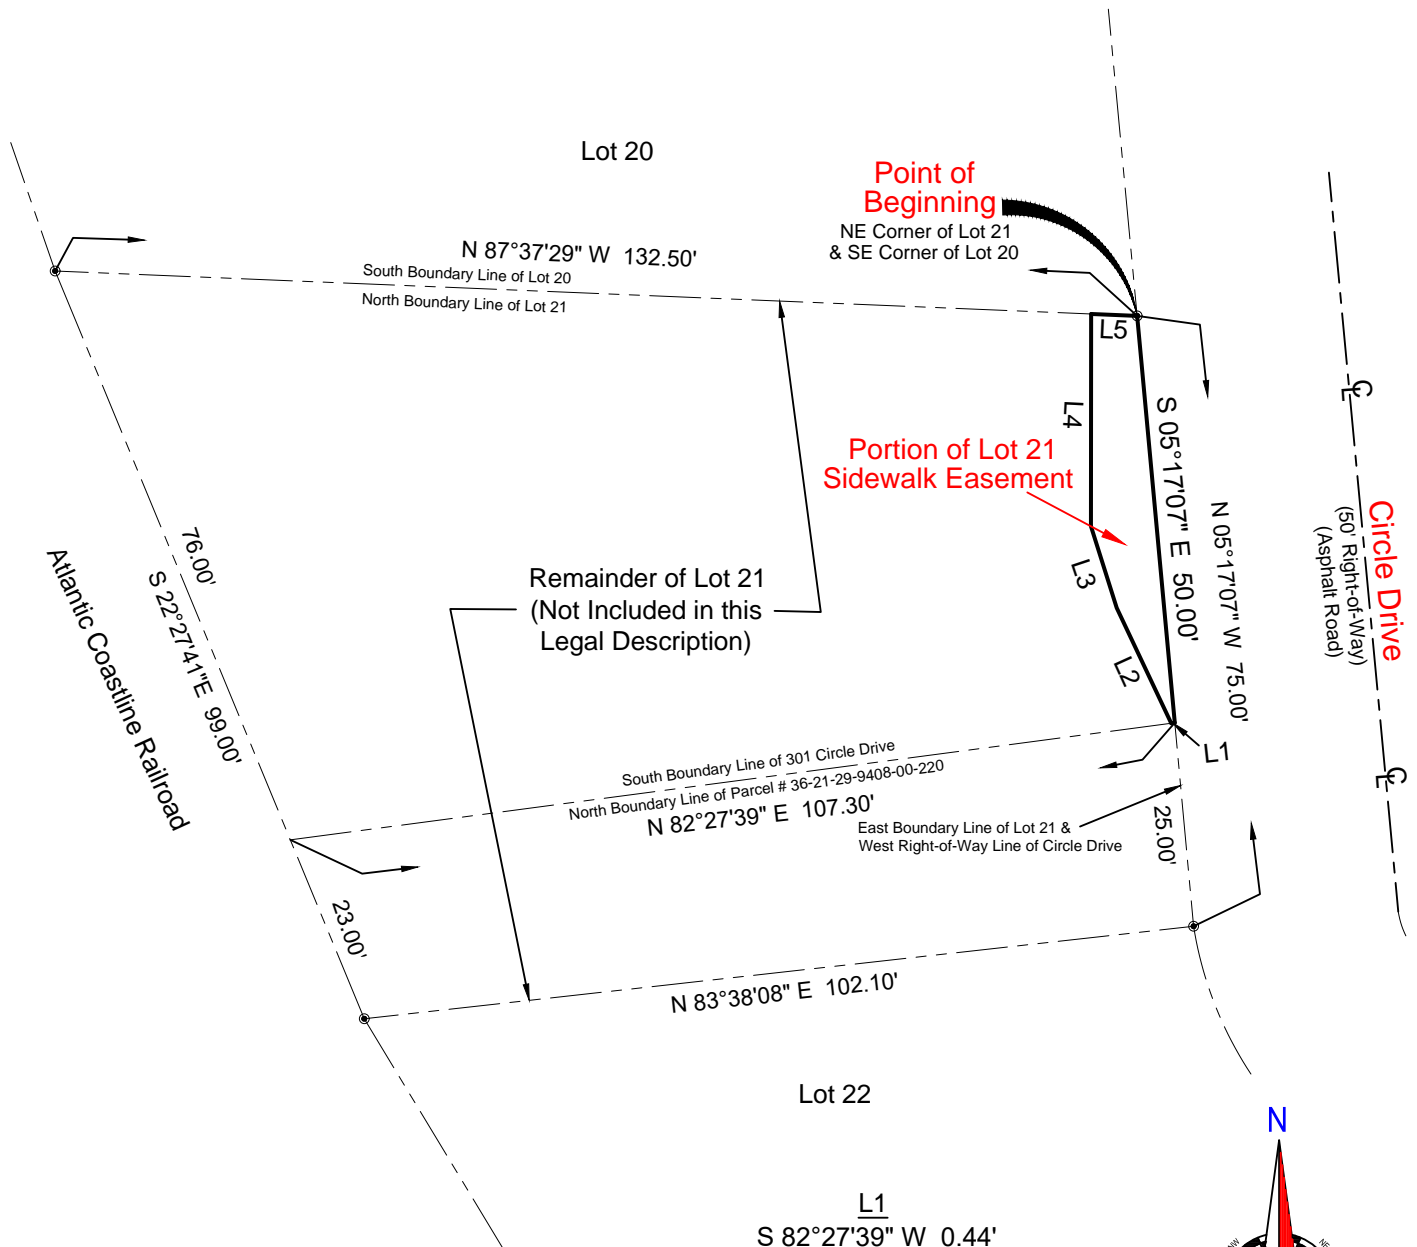 Lot 20
Point of
Beginning
NE Corner of Lot 21
& SE Corner of Lot 20
N 87°37'29" W 132.50'
South Boundary Line of Lot 20
North Boundary Line of Lot 21
L5
L4
S 05°17'07" E 50.00'
Portion of Lot 21
Sidewalk Easement
N 05°17'07" W 75.00'
CL
Circle Drive
(50' Right-of-Way)
(Asphalt Road)
76.00'
S 22°27'41"E 99.00'
Atlantic Coastline Railroad
Remainder of Lot 21
(Not Included in this
Legal Description)
L3
L2
L1
South Boundary Line of 301 Circle Drive
North Boundary Line of Parcel # 36-21-29-9408-00-220
N 82°27'39" E 107.30'
East Boundary Line of Lot 21 &
West Right-of-Way Line of Circle Drive
25.00'
CL
23.00'
N 83°38'08" E 102.10'
Lot 22
N
L1
S 82°27'39" W 0.44'
NW
NE